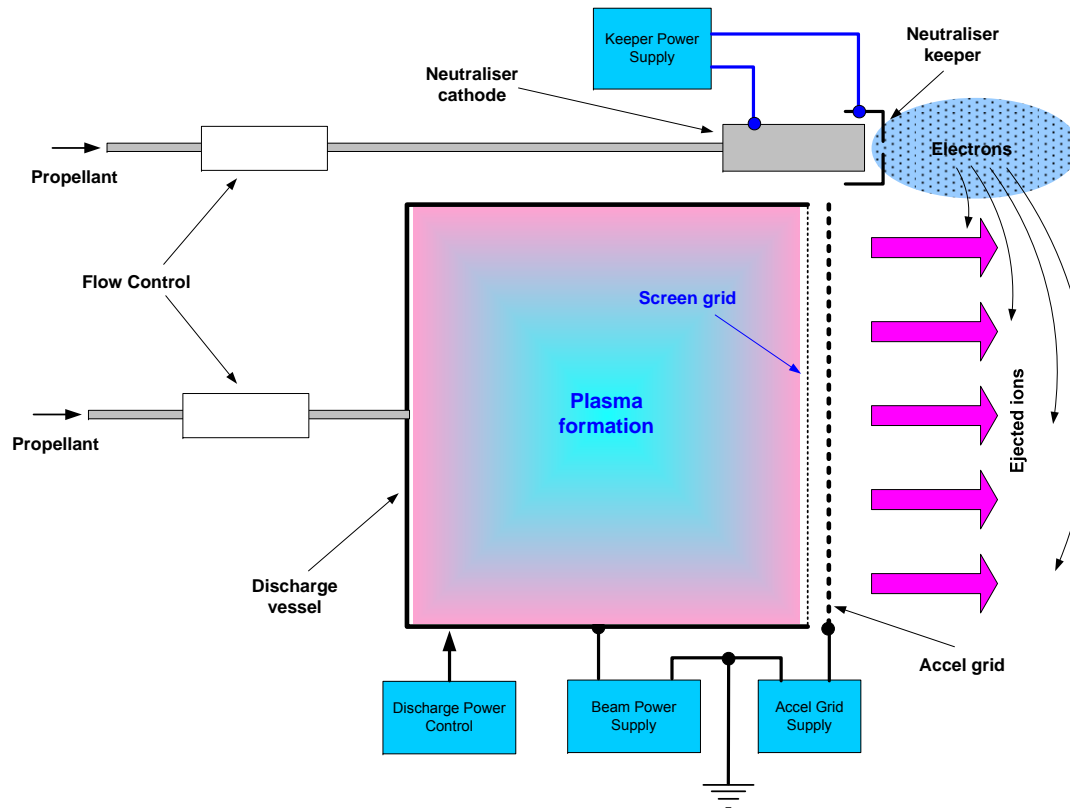 Keeper Power
Supply
Neutraliser
keeper
Neutraliser
cathode
Electrons
Propellant
Flow Control
Screen grid
Plasma
formation
Ejected ions
Propellant
Discharge
vessel
Accel grid
Discharge Power
Control
Beam Power
Supply
Accel Grid
Supply